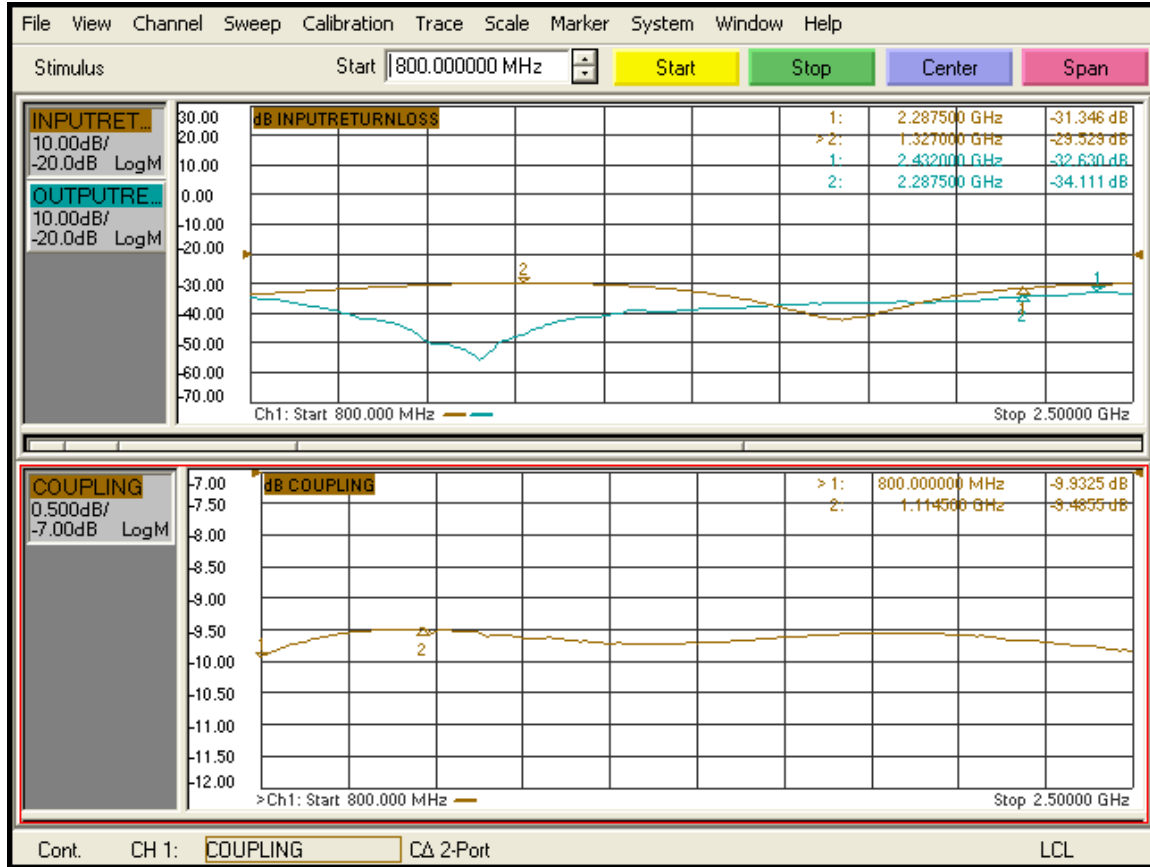 File View Channel Sweep Calibration Trace Scale Marker System Window Help
Stimulus Start 800.000000 MHz Start Stop Center Span
INPUTRET...
10.00dB/
-20.0dB LogM
OUTPUTRE...
10.00dB/
-20.0dB LogM
30.00
20.00
10.00
0.00
-10.00
-20.00
-30.00
-40.00
-50.00
-60.00
-70.00
dB INPUTRETURNLOSS
1: 2.287500 GHz -31.346 dB
> 2: 1.327000 GHz -29.529 dB
1: 2.432000 GHz -32.630 dB
2: 2.287500 GHz -34.111 dB
2
1
2
Ch1: Start 800.000 MHz Stop 2.50000 GHz
COUPLING
0.500dB/
-7.00dB LogM
-7.00
-7.50
-8.00
-8.50
-9.00
-9.50
-10.00
-10.50
-11.00
-11.50
-12.00
dB COUPLING
> 1: 800.000000 MHz -9.9325 dB
2: 1.114500 GHz -9.4855 dB
2
>Ch1: Start 800.000 MHz Stop 2.50000 GHz
Cont. CH 1: COUPLING CΔ 2-Port LCL